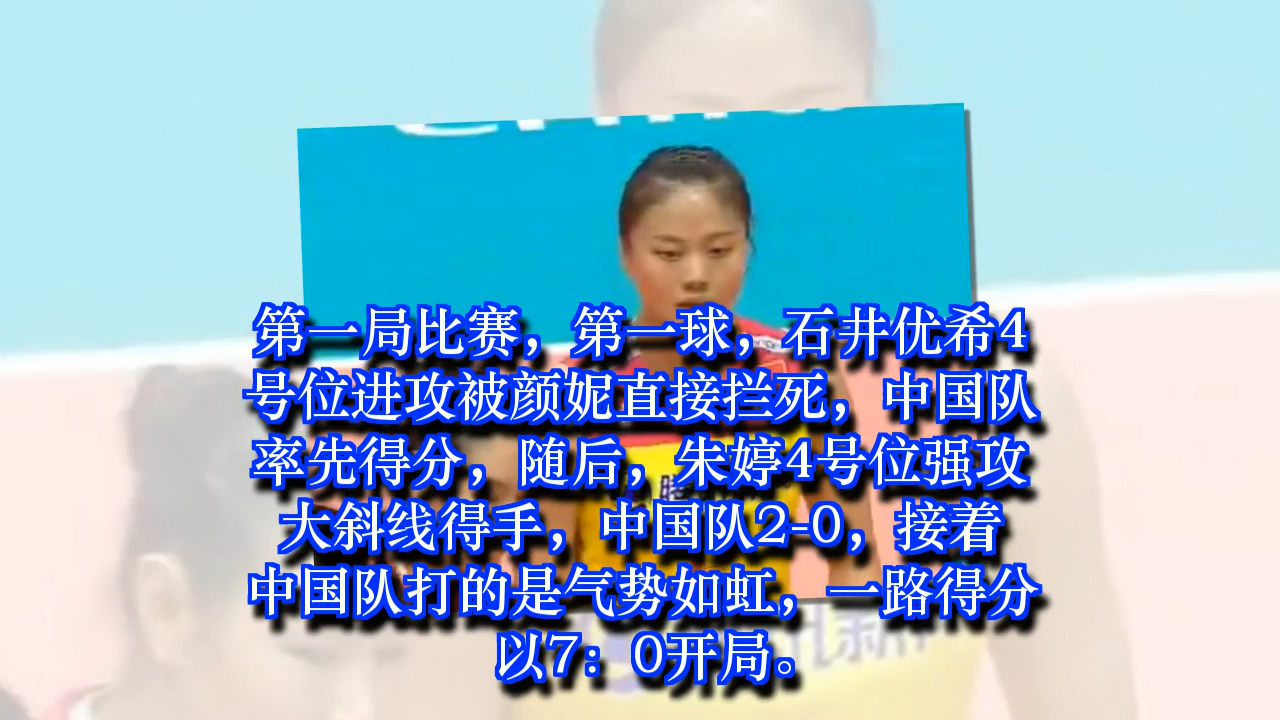 第一局比赛，第一球，石井优希4
号位进攻被颜妮直接拦死，中国队
率先得分，随后，朱婷4号位强攻
大斜线得手，中国队2-0，接着
中国队打的是气势如虹，一路得分
以7：0开局。